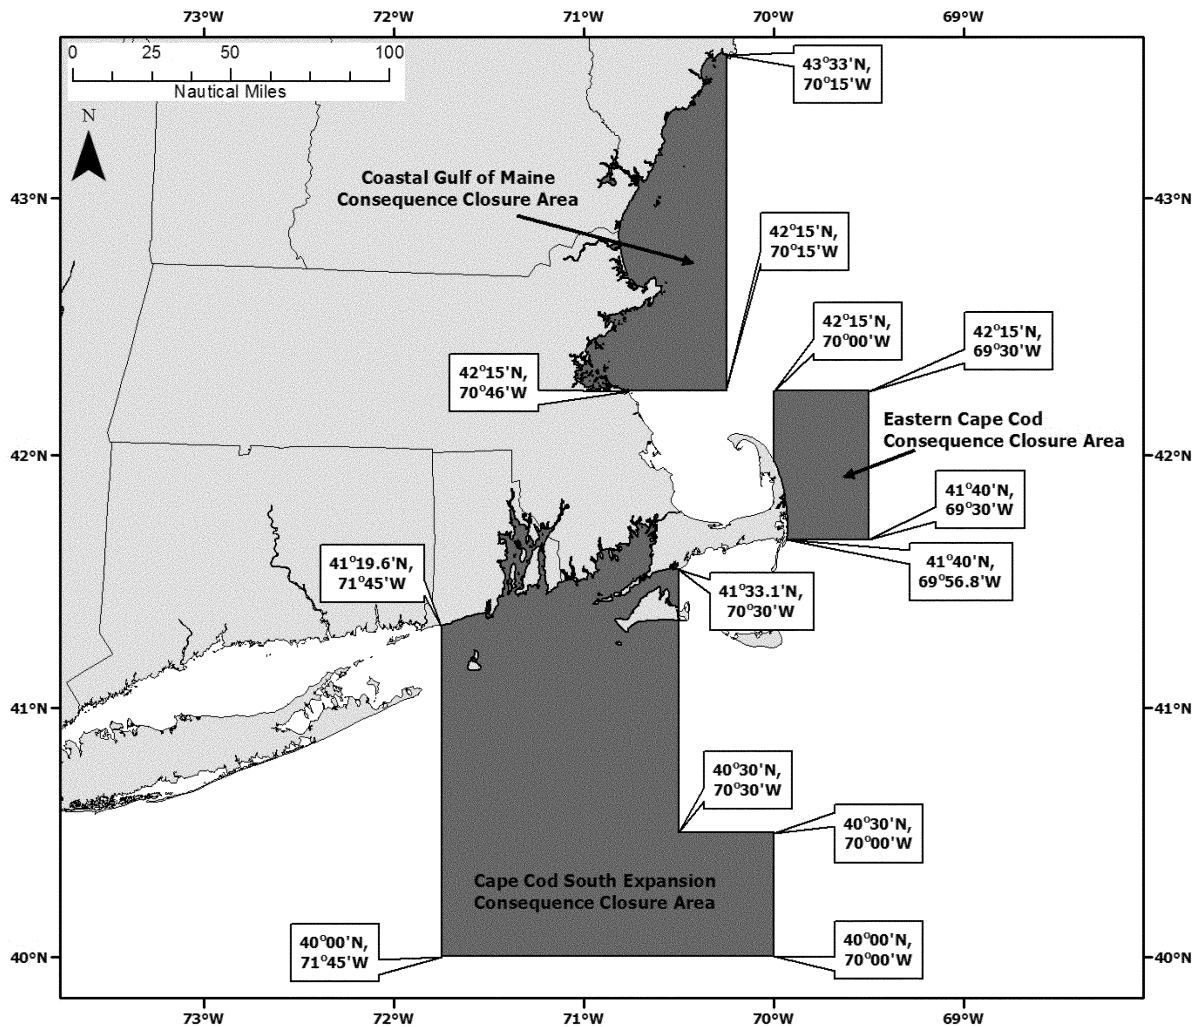 73°W 72°W 71°W 70°W 69°W
0 25 50 100
Nautical Miles
N
43°33'N,
70°15'W
Coastal Gulf of Maine
Consequence Closure Area
43°N
43°N
42°15'N,
70°15'W
42°15'N,
70°00'W
42°15'N,
69°30'W
42°15'N,
70°46'W
Eastern Cape Cod
Consequence Closure Area
42°N
42°N
41°40'N,
69°30'W
41°19.6'N,
71°45'W
41°40'N,
69°56.8'W
41°33.1'N,
70°30'W
41°N
41°N
40°30'N,
70°30'W
40°30'N,
70°00'W
Cape Cod South Expansion
Consequence Closure Area
40°00'N,
71°45'W
40°00'N,
70°00'W
40°N
40°N
73°W 72°W 71°W 70°W 69°W